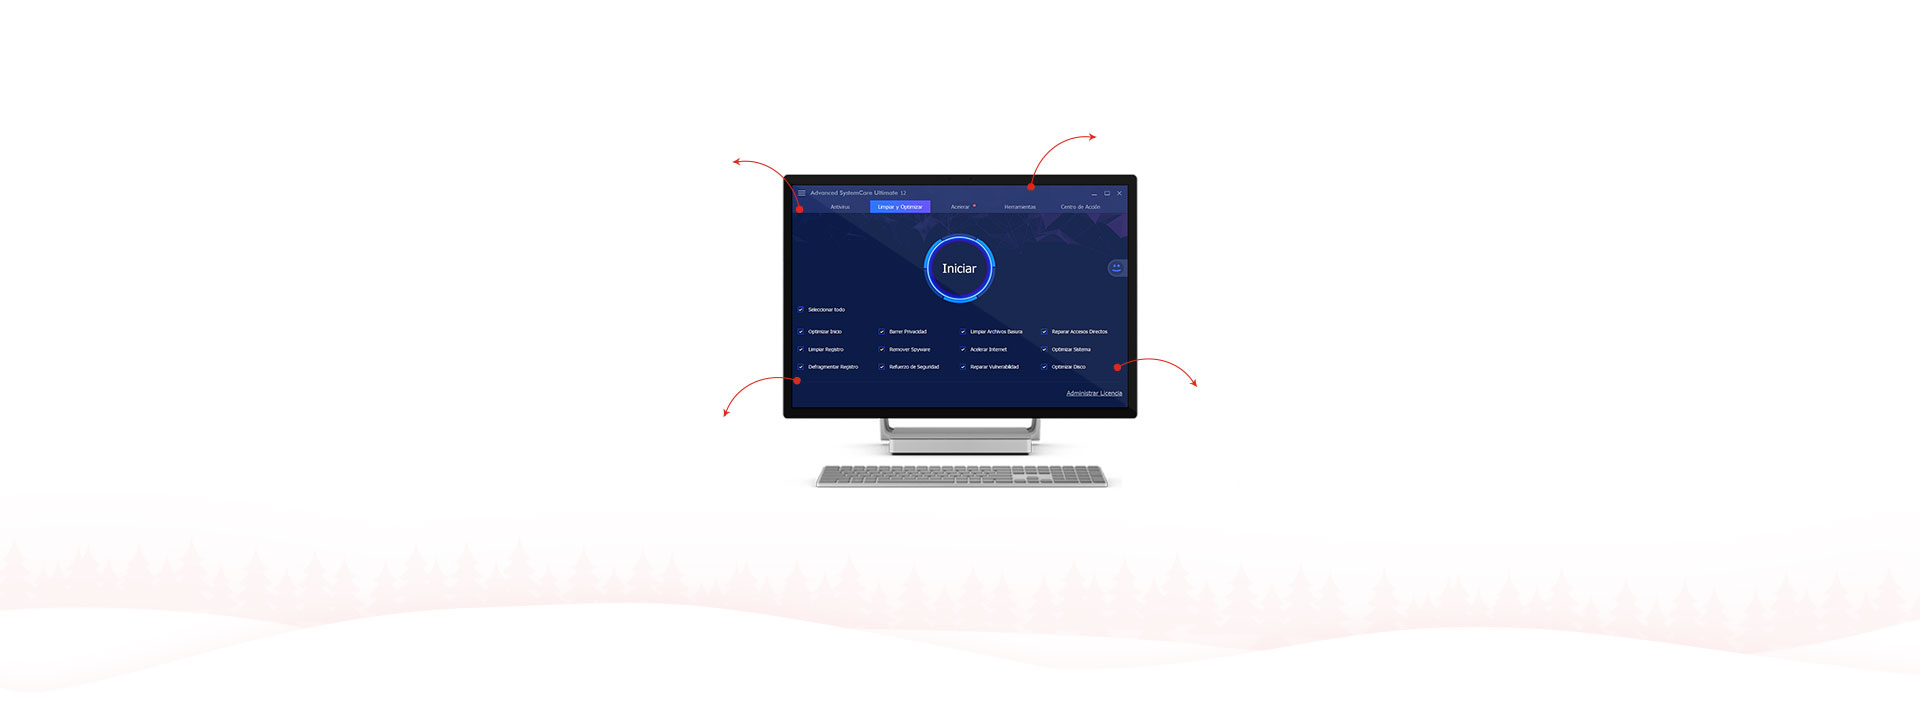 Advanced SystemCare Ultimate 12
Antivirus Limpiar y Optimizar Acelerar Herramientas Centro de Acción
Iniciar
Seleccionar todo
Optimizar Inicio Barrer Privacidad Limpiar Archivos Basura Reparar Accesos Directos
Limpiar Registro Remover Spyware Acelerar Internet Optimizar Sistema
Defragmentar Registro Refuerzo de Seguridad Reparar Vulnerabilidad Optimizar Disco
Administrar Licencia